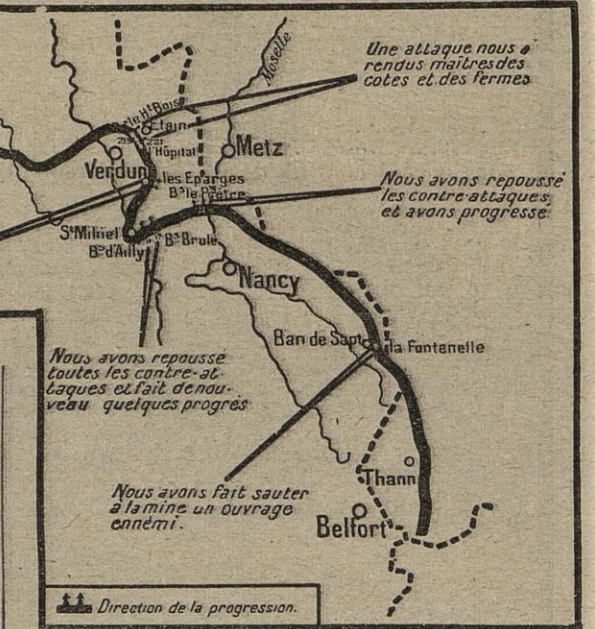 Une attaque nous a
rendus maîtres des
cotes et des fermes
Moselle
le Ht Bois
Etain
l'Hôpital
Metz
Verdun
les Eparges
Bs le Prêtre
Nous avons repoussé
les contre-attaques
et avons progressé.
St Mihiel
Bs Brulé
Bs d'Ailly
Nancy
Ban de Sapt
la Fontenelle
Nous avons repoussé
toutes les contre-at-
taques et fait de nou-
veau quelques progrès
Thann
Nous avons fait sauter
a la mine un ouvrage
ennemi.
Belfort
Direction de la progression.